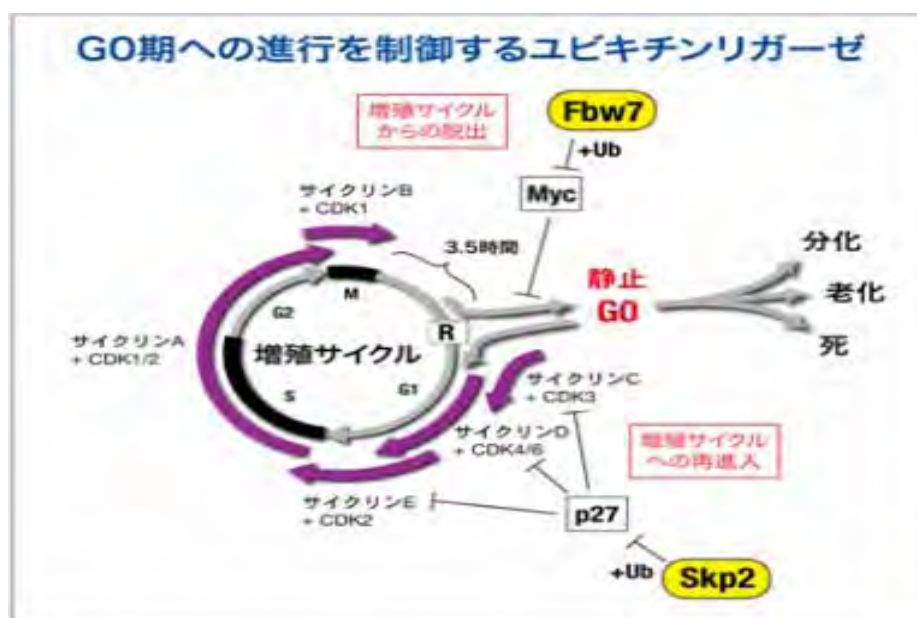 GO期への進行を制御するユビキチンリガーゼ
増殖サイクル
からの脱出
Fbw7
+Ub
Myc
サイクリンB
+ CDK1
3.5時間
分化
静止
GO
老化
死
M
G2
R
サイクリンA
+ CDK1/2
増殖サイクル
S
G1
サイクリンC
+ CDK3
サイクリンD
+ CDK4/6
増殖サイクル
への再進入
サイクリンE
+ CDK2
p27
+Ub
Skp2